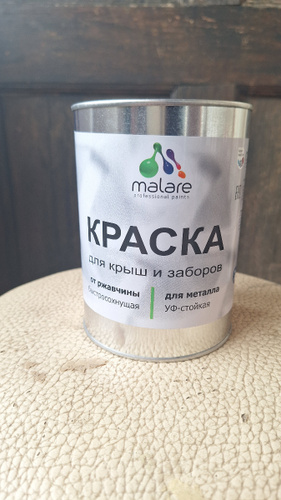 malare
professional paints
КРАСКА
для крыш и заборов
от ржавчины
быстросохнущая
для металла
УФ-стойкая